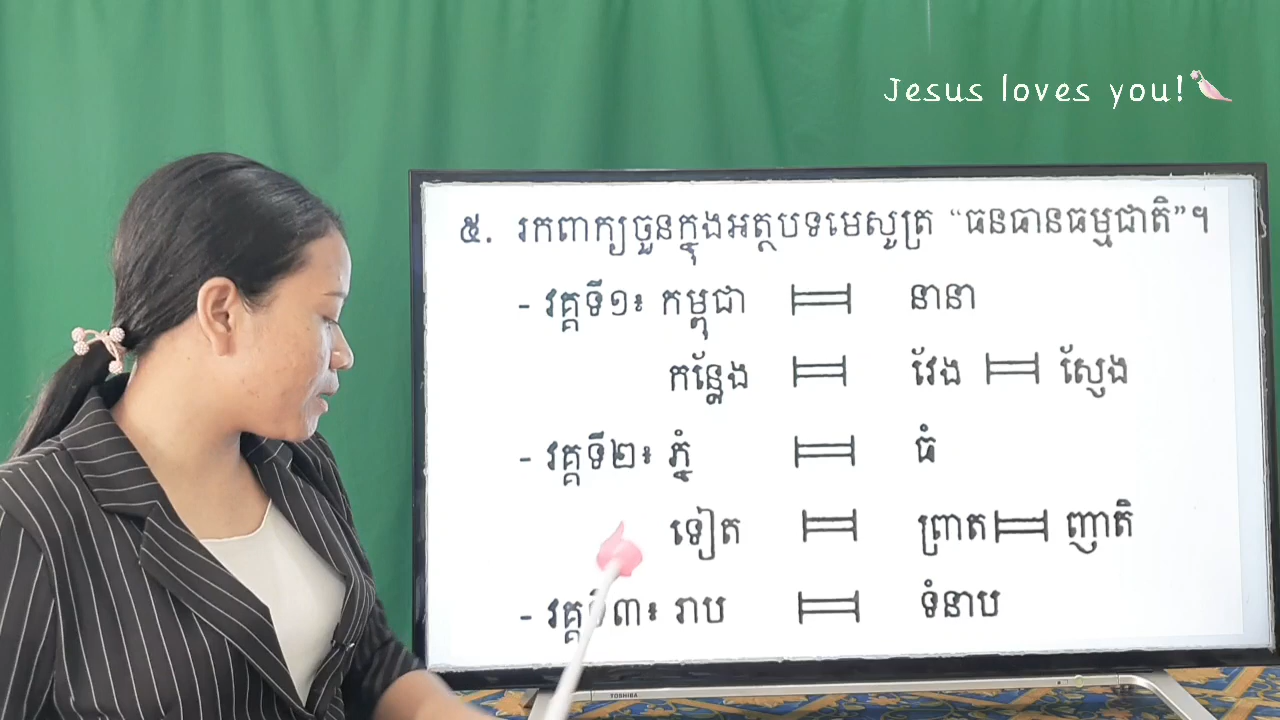 Jesus loves you!
៥. រកពាក្យចួនក្នុងអត្ថបទមេសូត្រ “ធនធានធម្មជាតិ”។
- វគ្គទី១៖ កម្ពុជា នានា
កន្លែង វែង ស្ញែង
- វគ្គទី២៖ ភ្នំ ធំ
ទៀត ព្រាត ញាតិ
- វគ្គទី៣៖ រាប ទំនាប
TOSHIBA